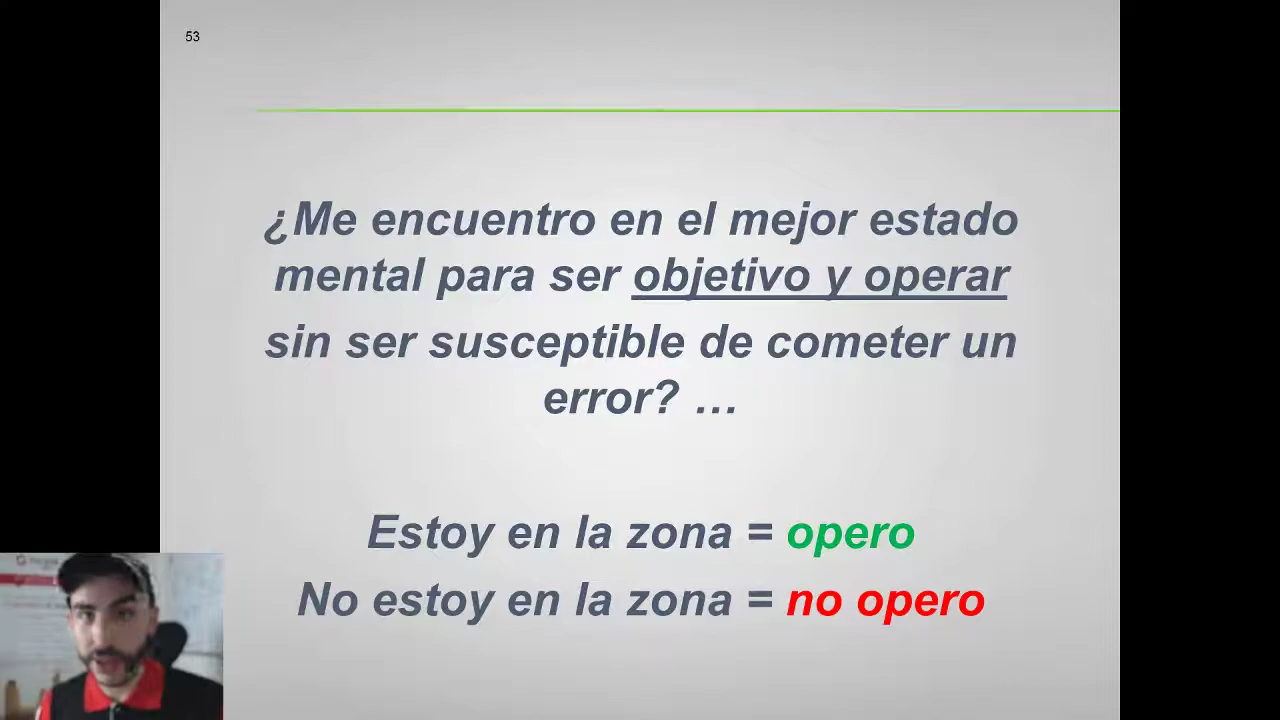 53
¿Me encuentro en el mejor estado
mental para ser objetivo y operar
sin ser susceptible de cometer un
error? …
Estoy en la zona = opero
No estoy en la zona = no opero